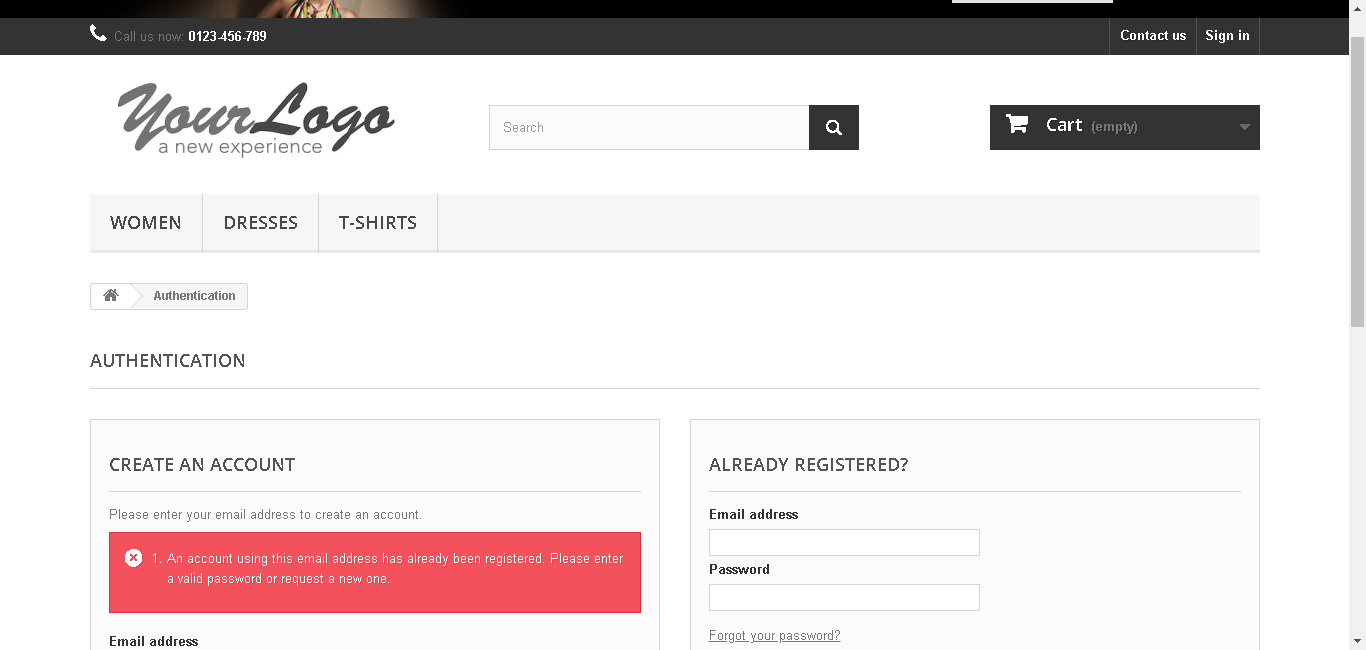 Call us now: 0123-456-789
Contact us
Sign in
Your Logo
a new experience
Search
Cart (empty)
WOMEN
DRESSES
T-SHIRTS
Authentication
AUTHENTICATION
CREATE AN ACCOUNT
Please enter your email address to create an account.
1. An account using this email address has already been registered. Please enter
a valid password or request a new one.
Email address
ALREADY REGISTERED?
Email address
Password
Forgot your password?